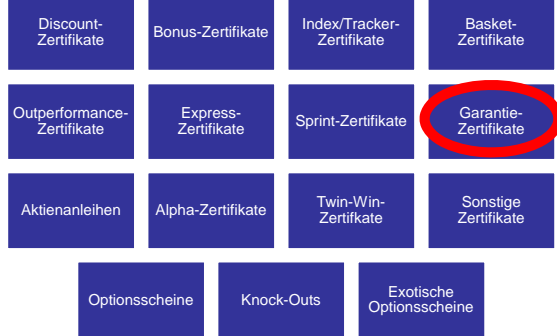 Discount-
Zertifikate
Bonus-Zertifikate
Index/Tracker-
Zertifikate
Basket-
Zertifikate
Outperformance-
Zertifikate
Express-
Zertifikate
Sprint-Zertifikate
Garantie-
Zertifikate
Aktienanleihen
Alpha-Zertifikate
Twin-Win-
Zertifkate
Sonstige
Zertifikate
Optionsscheine
Knock-Outs
Exotische
Optionsscheine